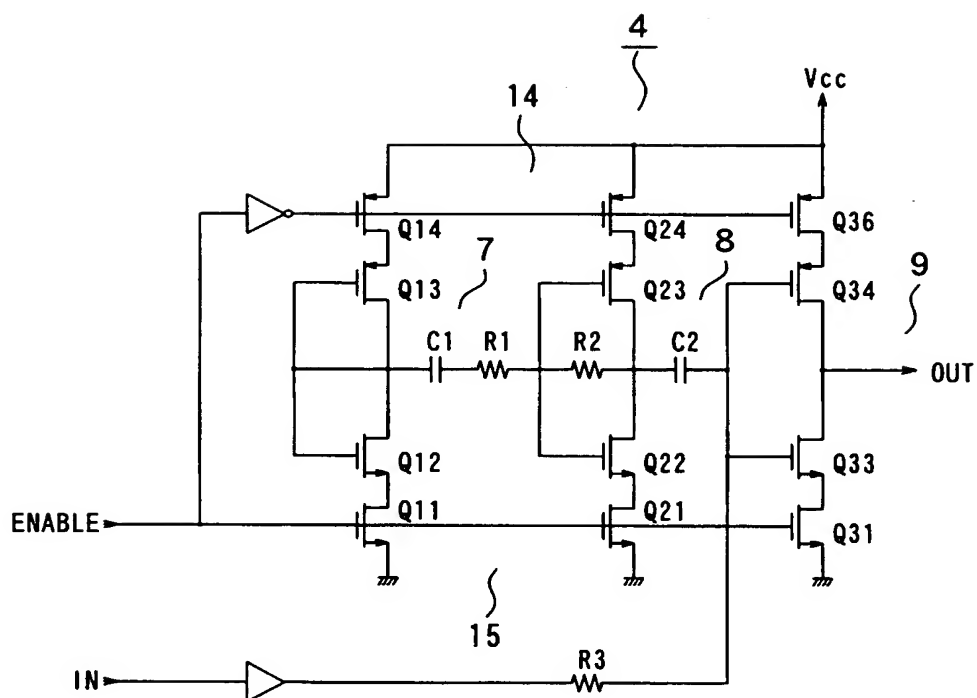 4
Vcc
14
Q14
Q24
Q36
Q13
7
Q23
8
Q34
9
C1
R1
R2
C2
OUT
Q12
Q22
Q33
ENABLE
Q11
Q21
Q31
15
IN
R3